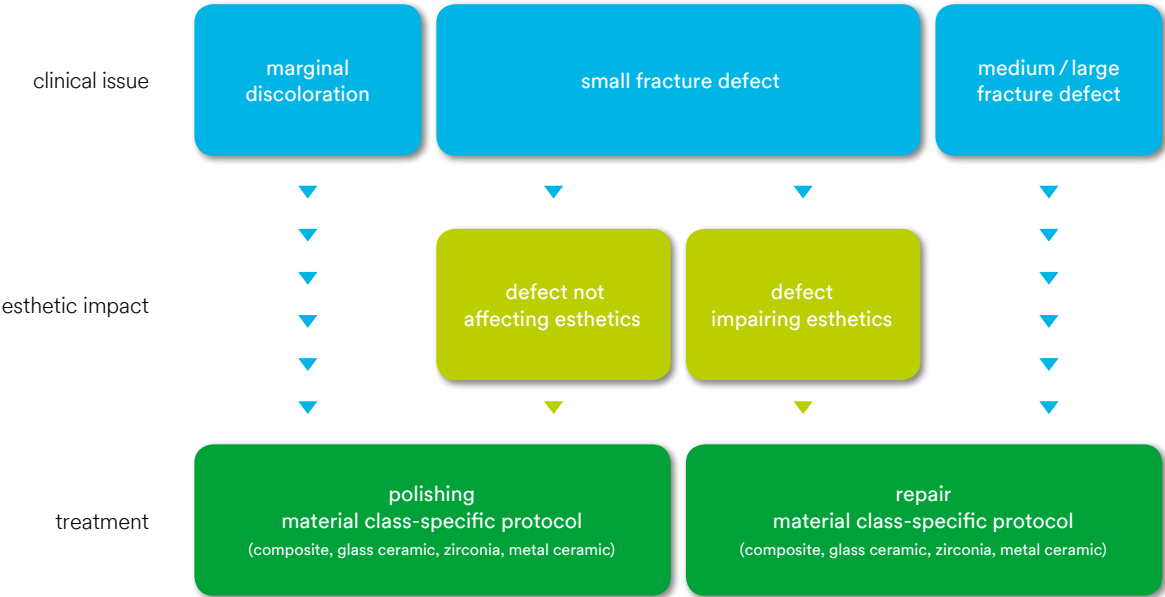 clinical issue
marginal
discoloration
small fracture defect
medium / large
fracture defect
esthetic impact
defect not
affecting esthetics
defect
impairing esthetics
treatment
polishing
material class-specific protocol
(composite, glass ceramic, zirconia, metal ceramic)
repair
material class-specific protocol
(composite, glass ceramic, zirconia, metal ceramic)